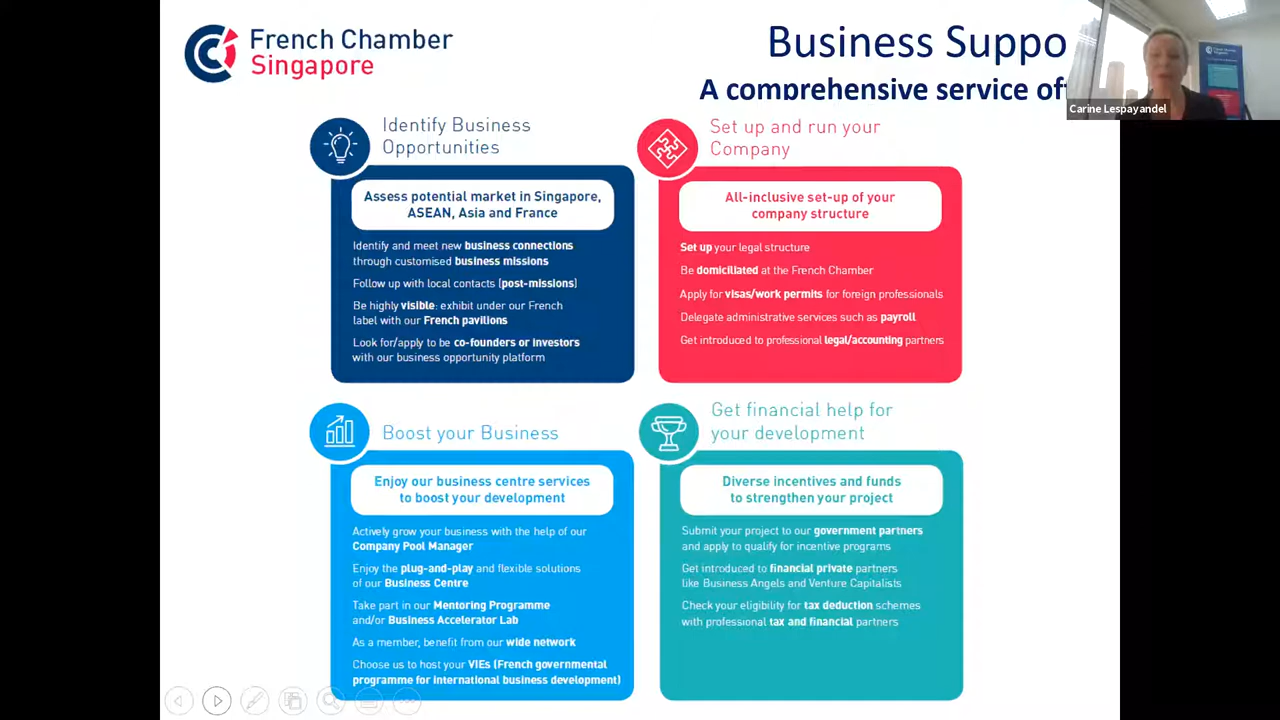 French Chamber
Singapore
Business Suppo
A comprehensive service of
Carine Lespayandel
Identify Business
Opportunities
Assess potential market in Singapore,
ASEAN, Asia and France
Identify and meet new business connections
through customised business missions
Follow up with local contacts (post-missions)
Be highly visible: exhibit under our French
label with our French pavilions
Look for/apply to be co-founders or investors
with our business opportunity platform
Set up and run your
Company
All-inclusive set-up of your
company structure
Set up your legal structure
Be domiciliated at the French Chamber
Apply for visas/work permits for foreign professionals
Delegate administrative services such as payroll
Get introduced to professional legal/accounting partners
Boost your Business
Enjoy our business centre services
to boost your development
Actively grow your business with the help of our
Company Pool Manager
Enjoy the plug-and-play and flexible solutions
of our Business Centre
Take part in our Mentoring Programme
and/or Business Accelerator Lab
As a member, benefit from our wide network
Choose us to host your VIEs (French governmental
programme for international business development)
Get financial help for
your development
Diverse incentives and funds
to strengthen your project
Submit your project to our government partners
and apply to qualify for incentive programs
Get introduced to financial private partners
like Business Angels and Venture Capitalists
Check your eligibility for tax deduction schemes
with professional tax and financial partners